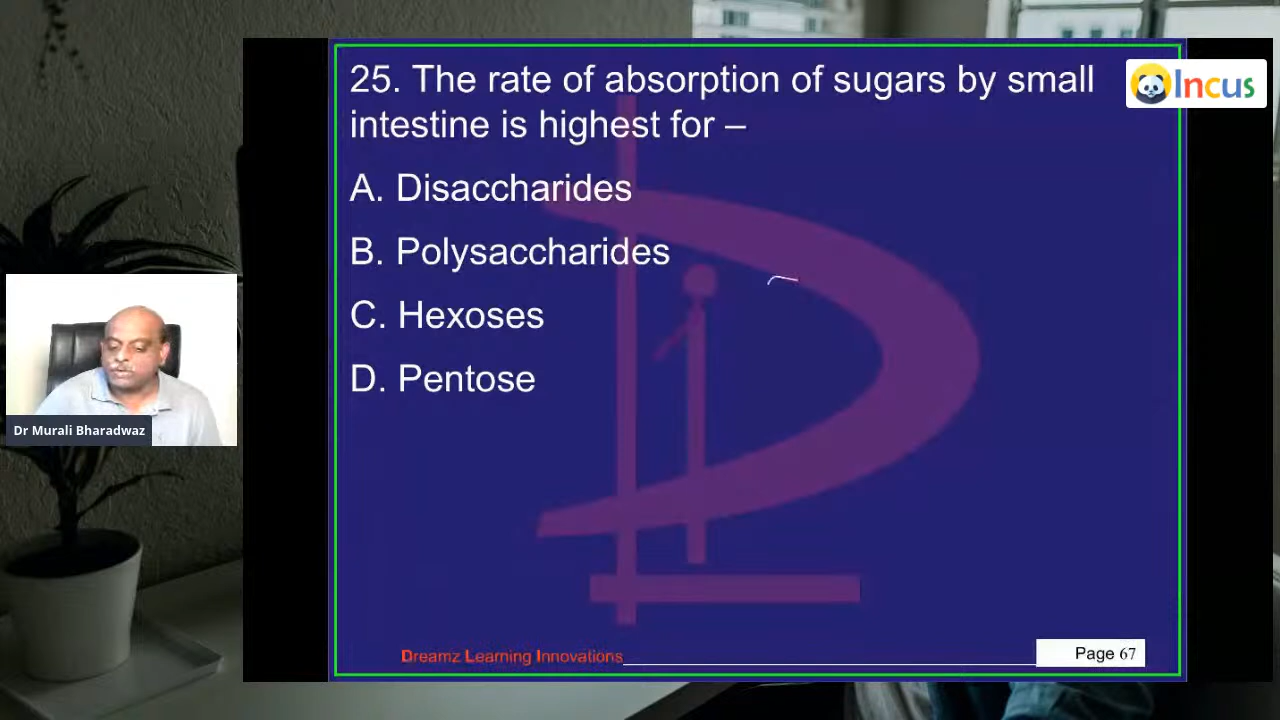 25. The rate of absorption of sugars by small
intestine is highest for –
A. Disaccharides
B. Polysaccharides
C. Hexoses
D. Pentose
Incus
Dr Murali Bharadwaz
Dreamz Learning Innovations
Page 67